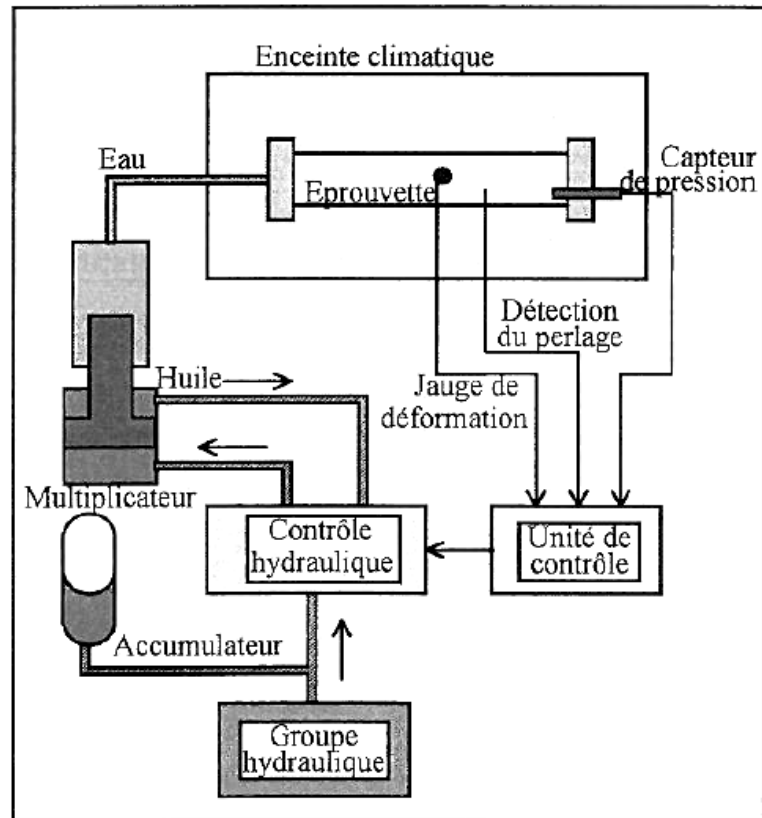 Enceinte climatique
Eau
Eprouvette
Capteur
de pression
Détection
du perlage
Huile
Jauge de
déformation
Multiplicateur
Contrôle
hydraulique
Unité de
contrôle
Accumulateur
Groupe
hydraulique